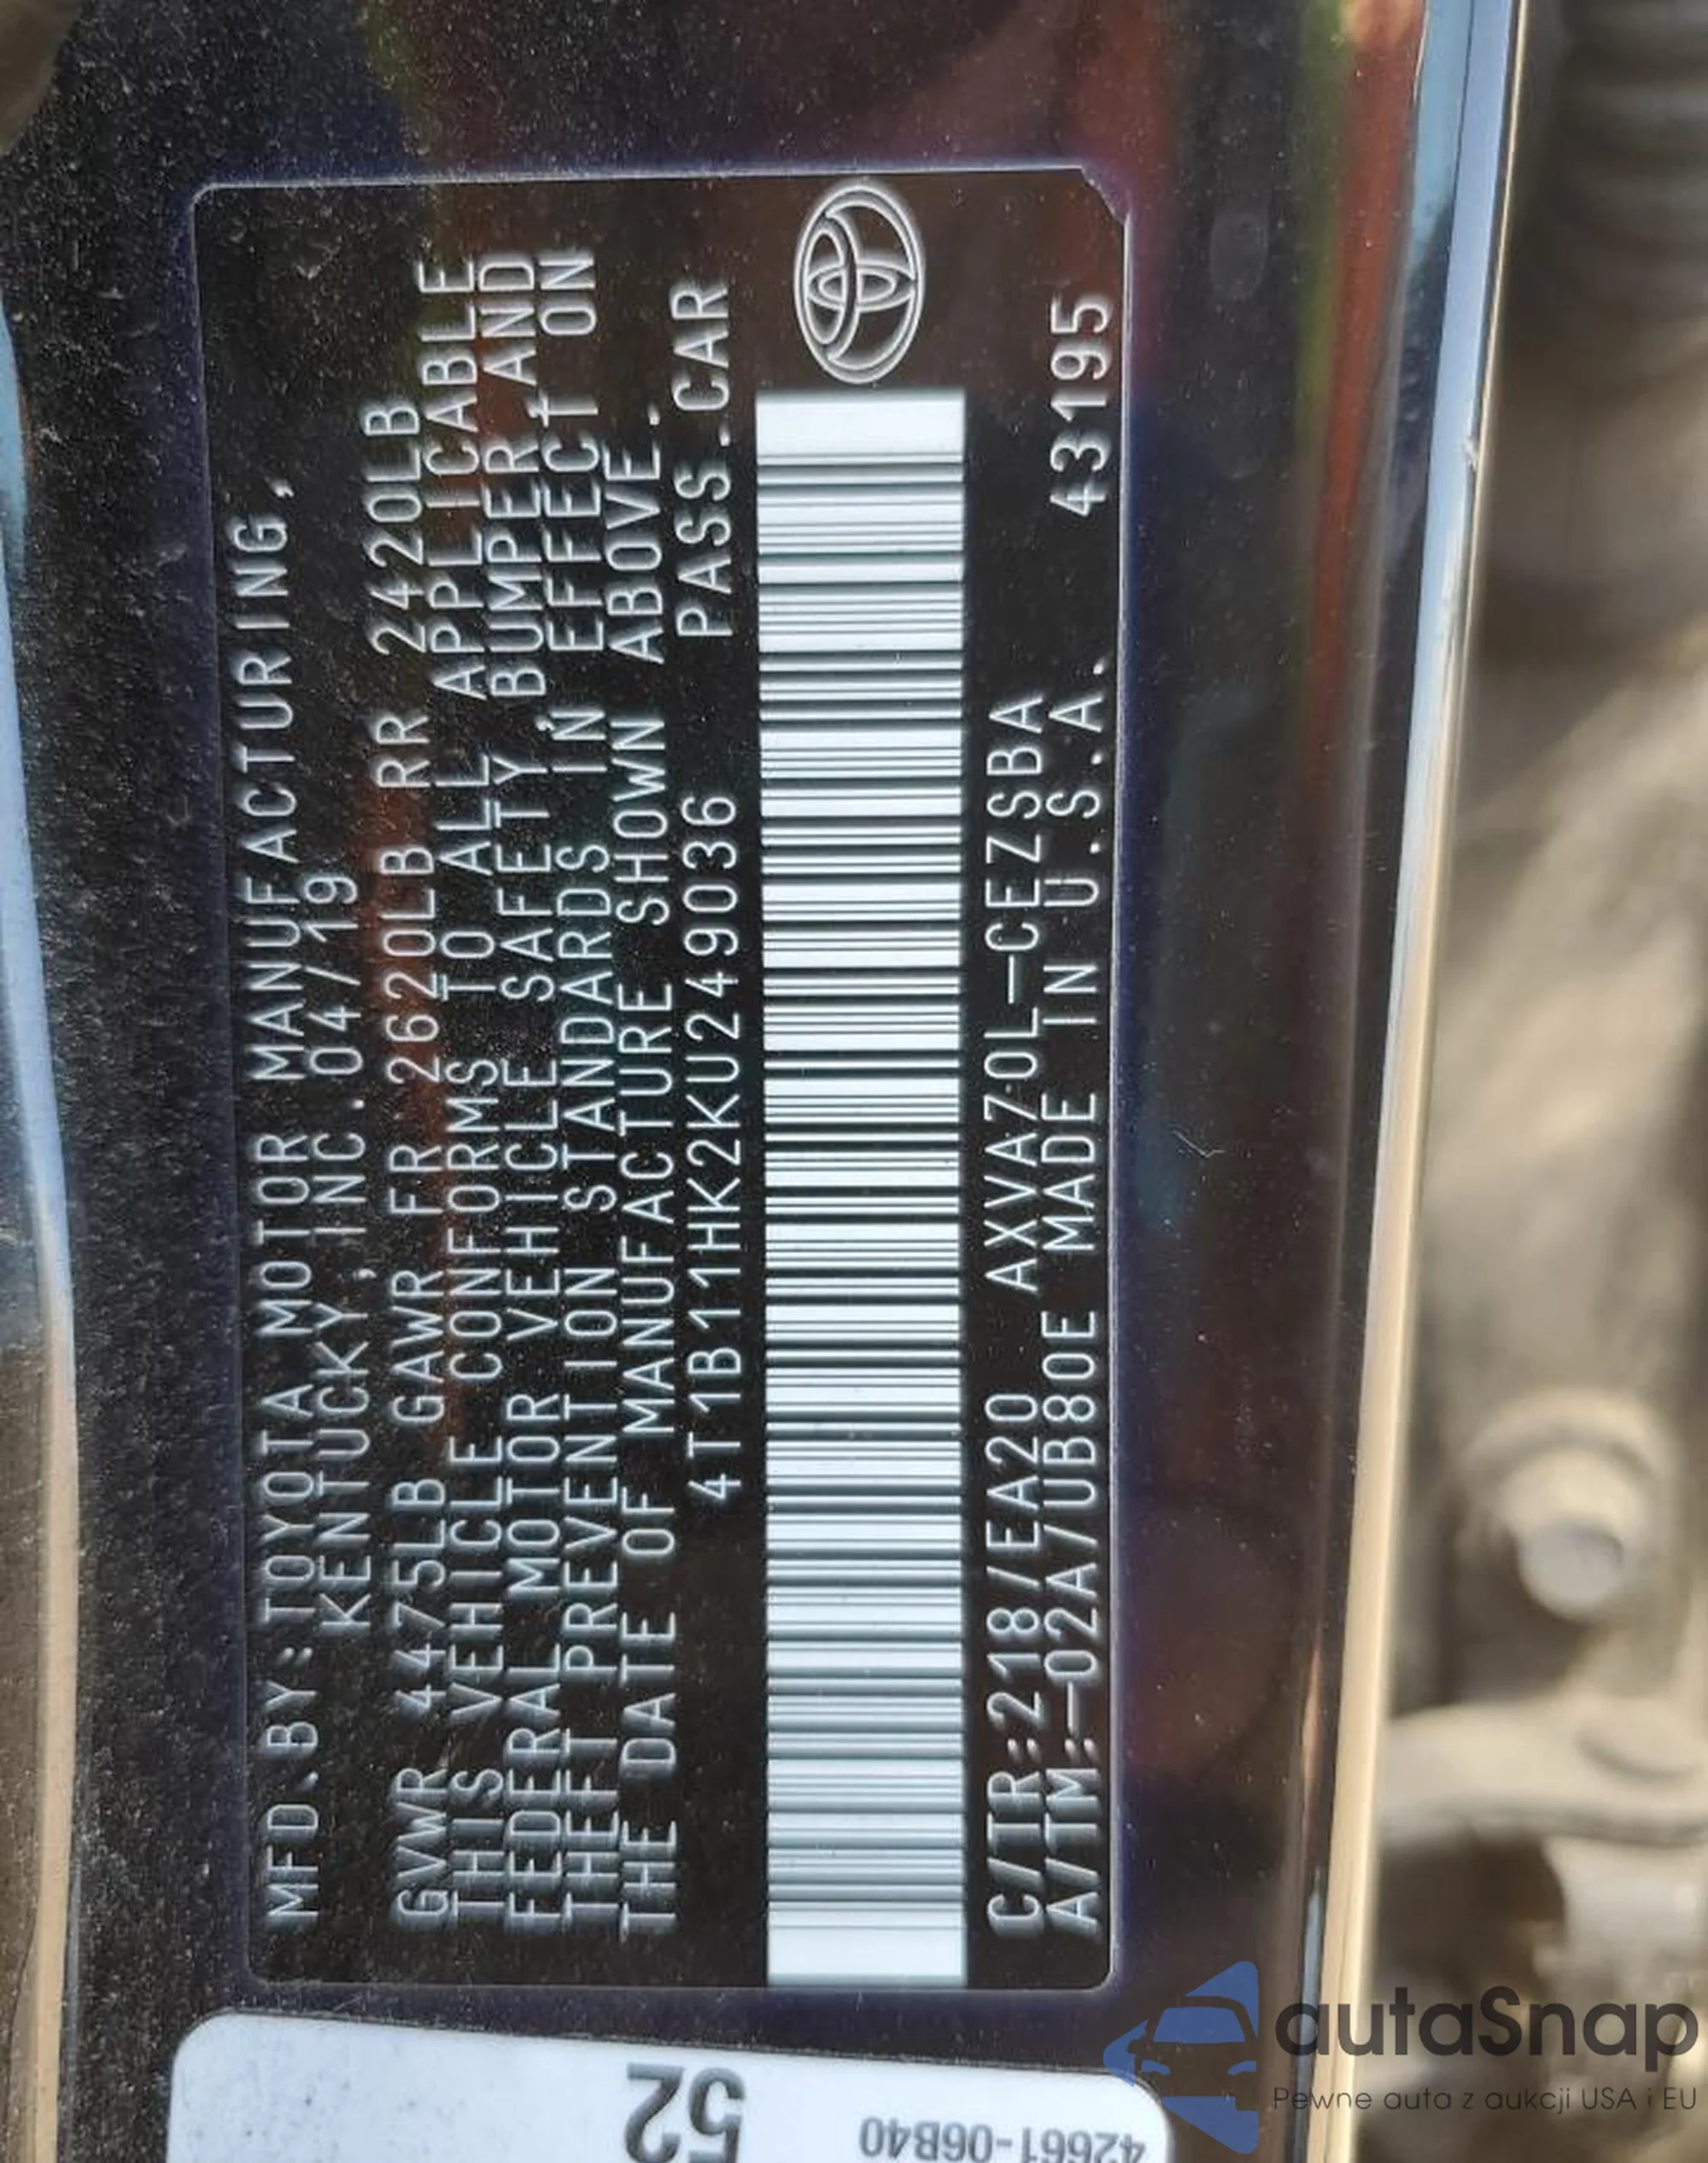 MFD.BY:TOYOTA MOTOR MANUFACTURING,
KENTUCKY, INC. 04/19
GVWR 4475LB GAWR FR 2620LB RR 2420LB
THIS VEHICLE CONFORMS TO ALL APPLICABLE
FEDERAL MOTOR VEHICLE SAFETY,BUMPER AND
THEFT PREVENTION STANDARDS IN EFFECT ON
THE DATE OF MANUFACTURE SHOWN ABOVE.
4T1B11HK2KU249036 PASS.CAR
C/TR:218/EA20 AXVA70L-CEZSBA
A/TM:-02A/UB80E MADE IN U.S.A. 43195
52
42661-06B40
autaSnap
Pewne auta z aukcji USA i EU